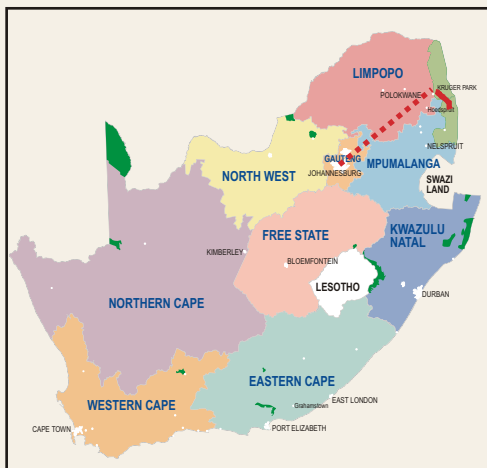 LIMPOPO
KRUGER PARK
POLOKWANE
Hoedspruit
NELSPRUIT
GAUTENG
MPUMALANGA
JOHANNESBURG
NORTH WEST
SWAZI
LAND
KWAZULU
NATAL
FREE STATE
KIMBERLEY
BLOEMFONTEIN
LESOTHO
DURBAN
NORTHERN CAPE
EASTERN CAPE
WESTERN CAPE
EAST LONDON
Grahamstown
PORT ELIZABETH
CAPE TOWN